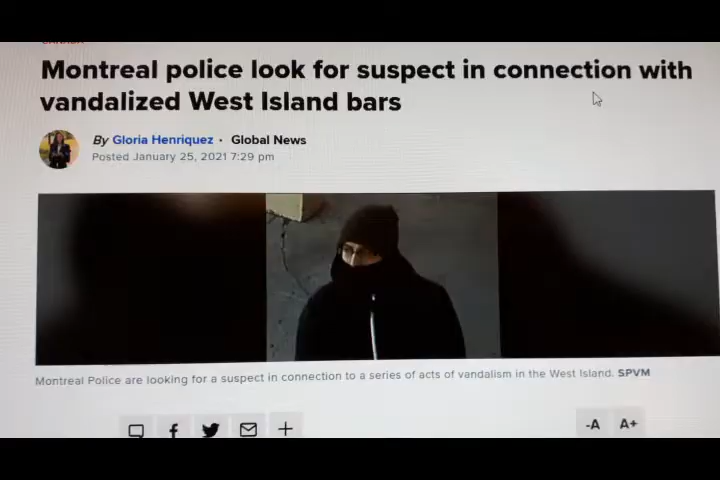 Montreal police look for suspect in connection with
vandalized West Island bars
By Gloria Henriquez · Global News
Posted January 25, 2021 7:29 pm
Montreal Police are looking for a suspect in connection to a series of acts of vandalism in the West Island. SPVM
-A A+